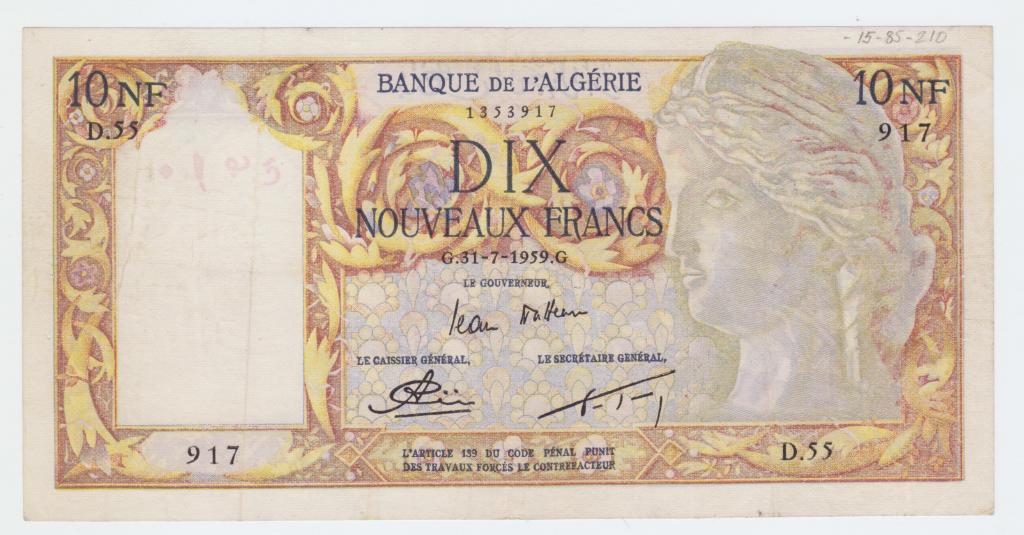 -15-85-210
10 NF
BANQUE DE L'ALGÉRIE
10 NF
D.55
1353917
917
DIX
NOUVEAUX FRANCS
G.31-7-1959.G
LE GOUVERNEUR,
LE CAISSIER GÉNÉRAL,
LE SECRÉTAIRE GÉNÉRAL,
917
L'ARTICLE 139 DU CODE PÉNAL PUNIT
DES TRAVAUX FORCÉS LE CONTREFACTEUR
D.55